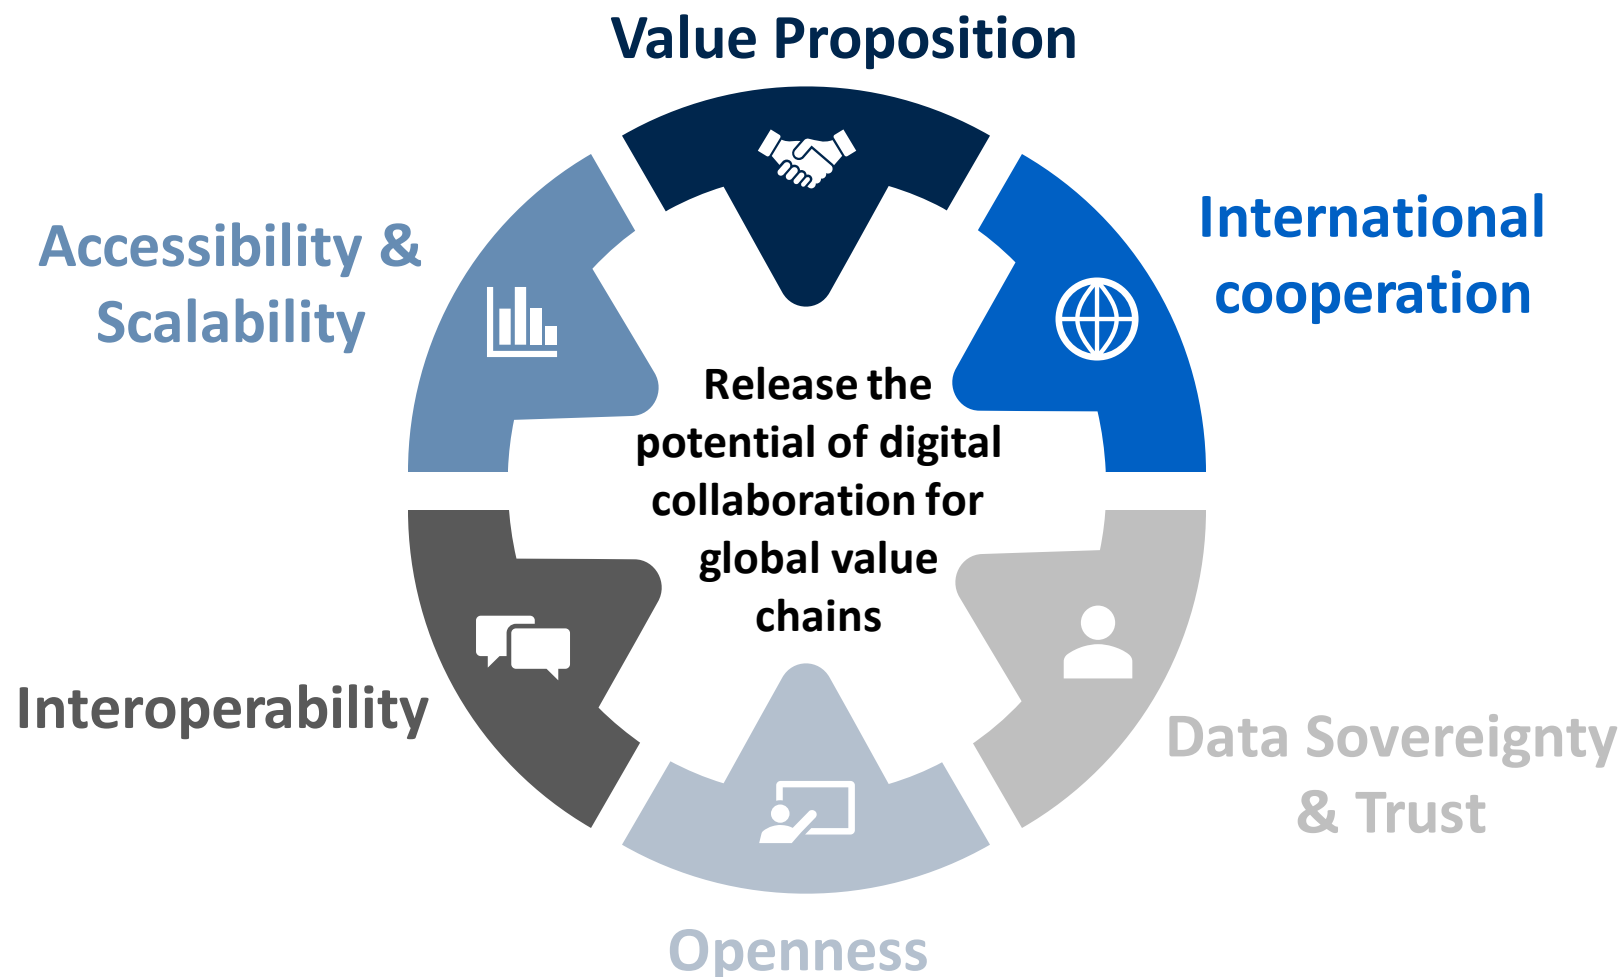 Value Proposition
International
cooperation
Accessibility &
Scalability
Release the
potential of digital
collaboration for
global value
chains
Interoperability
Data Sovereignty
& Trust
Openness